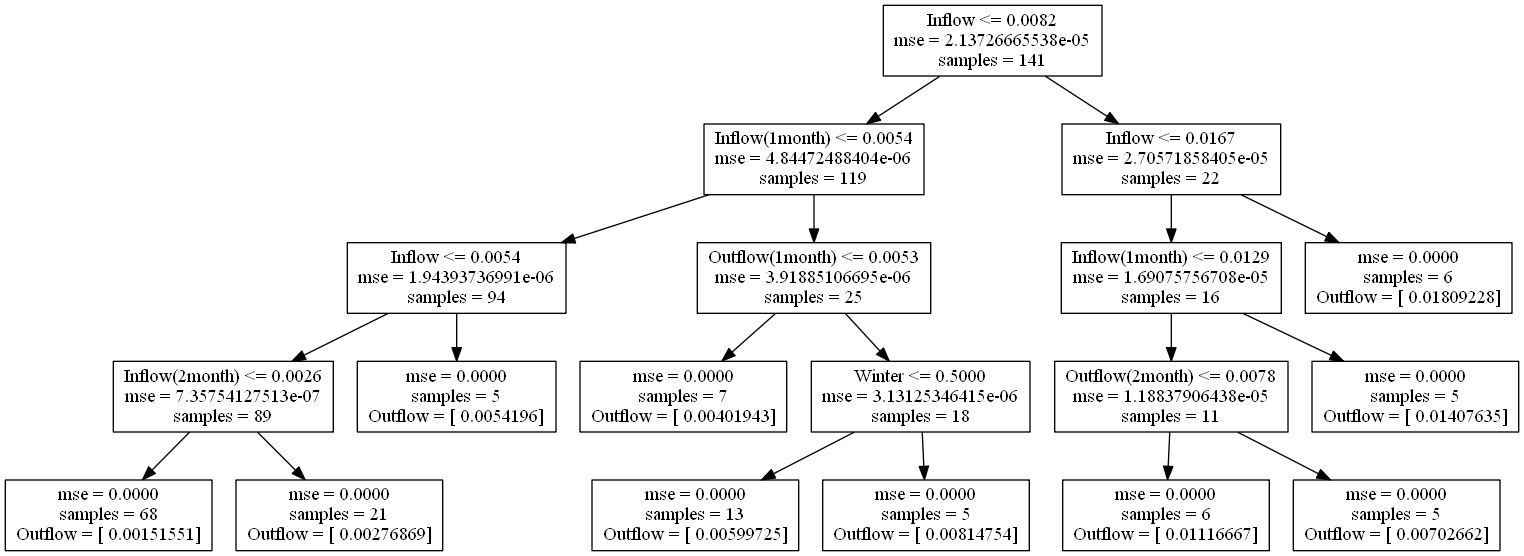 Inflow <= 0.0082
mse = 2.13726665538e-05
samples = 141
Inflow(1month) <= 0.0054
mse = 4.84472488404e-06
samples = 119
Inflow <= 0.0167
mse = 2.70571858405e-05
samples = 22
Inflow <= 0.0054
mse = 1.94393736991e-06
samples = 94
Outflow(1month) <= 0.0053
mse = 3.91885106695e-06
samples = 25
Inflow(1month) <= 0.0129
mse = 1.69075756708e-05
samples = 16
mse = 0.0000
samples = 6
Outflow = [ 0.01809228]
Inflow(2month) <= 0.0026
mse = 7.35754127513e-07
samples = 89
mse = 0.0000
samples = 5
Outflow = [ 0.0054196]
mse = 0.0000
samples = 7
Outflow = [ 0.00401943]
Winter <= 0.5000
mse = 3.13125346415e-06
samples = 18
Outflow(2month) <= 0.0078
mse = 1.18837906438e-05
samples = 11
mse = 0.0000
samples = 5
Outflow = [ 0.01407635]
mse = 0.0000
samples = 68
Outflow = [ 0.00151551]
mse = 0.0000
samples = 21
Outflow = [ 0.00276869]
mse = 0.0000
samples = 13
Outflow = [ 0.00599725]
mse = 0.0000
samples = 5
Outflow = [ 0.00814754]
mse = 0.0000
samples = 6
Outflow = [ 0.01116667]
mse = 0.0000
samples = 5
Outflow = [ 0.00702662]